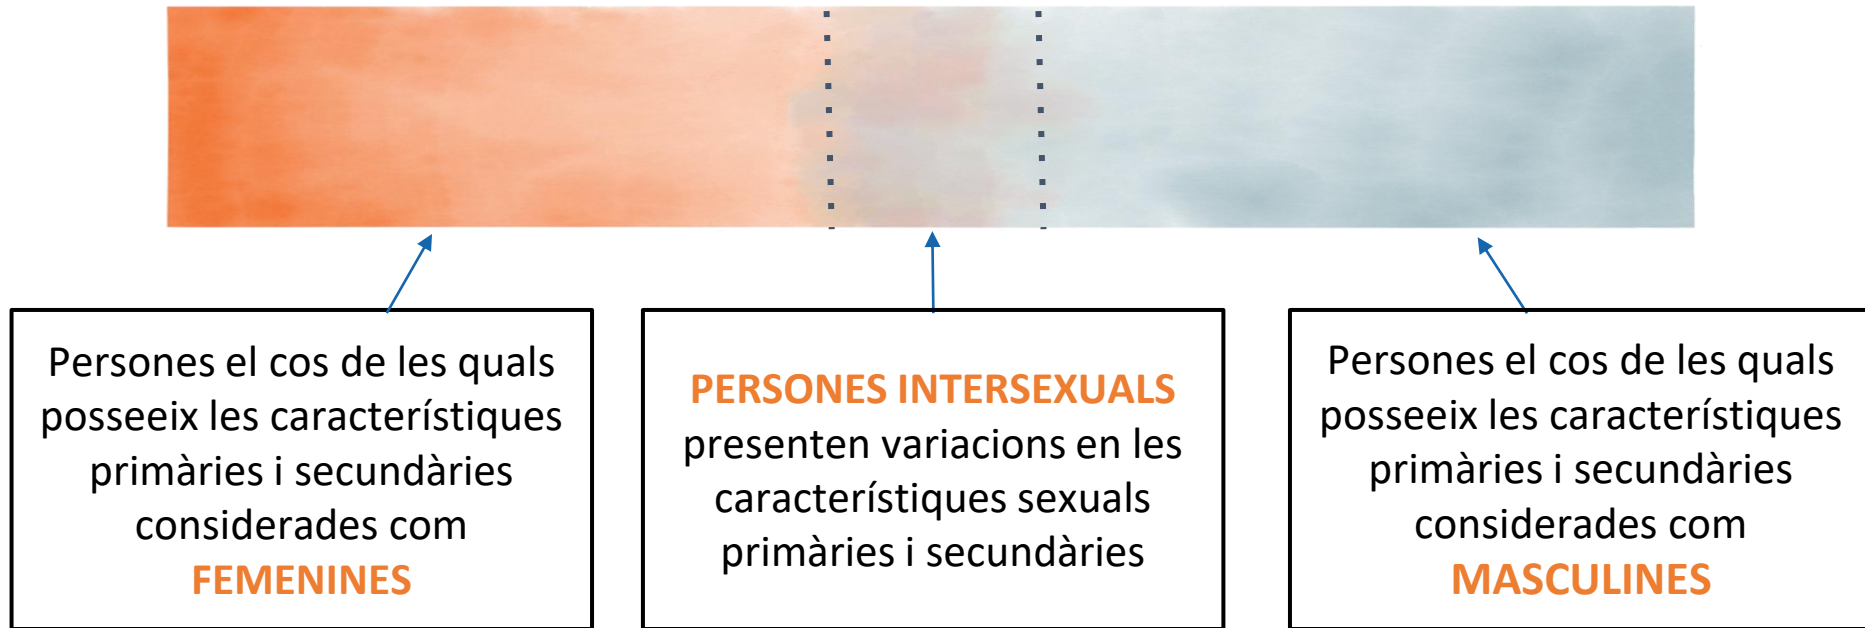 Persones el cos de les quals
posseeix les característiques
primàries i secundàries
considerades com
FEMENINES
PERSONES INTERSEXUALS
presenten variacions en les
característiques sexuals
primàries i secundàries
Persones el cos de les quals
posseeix les característiques
primàries i secundàries
considerades com
MASCULINES